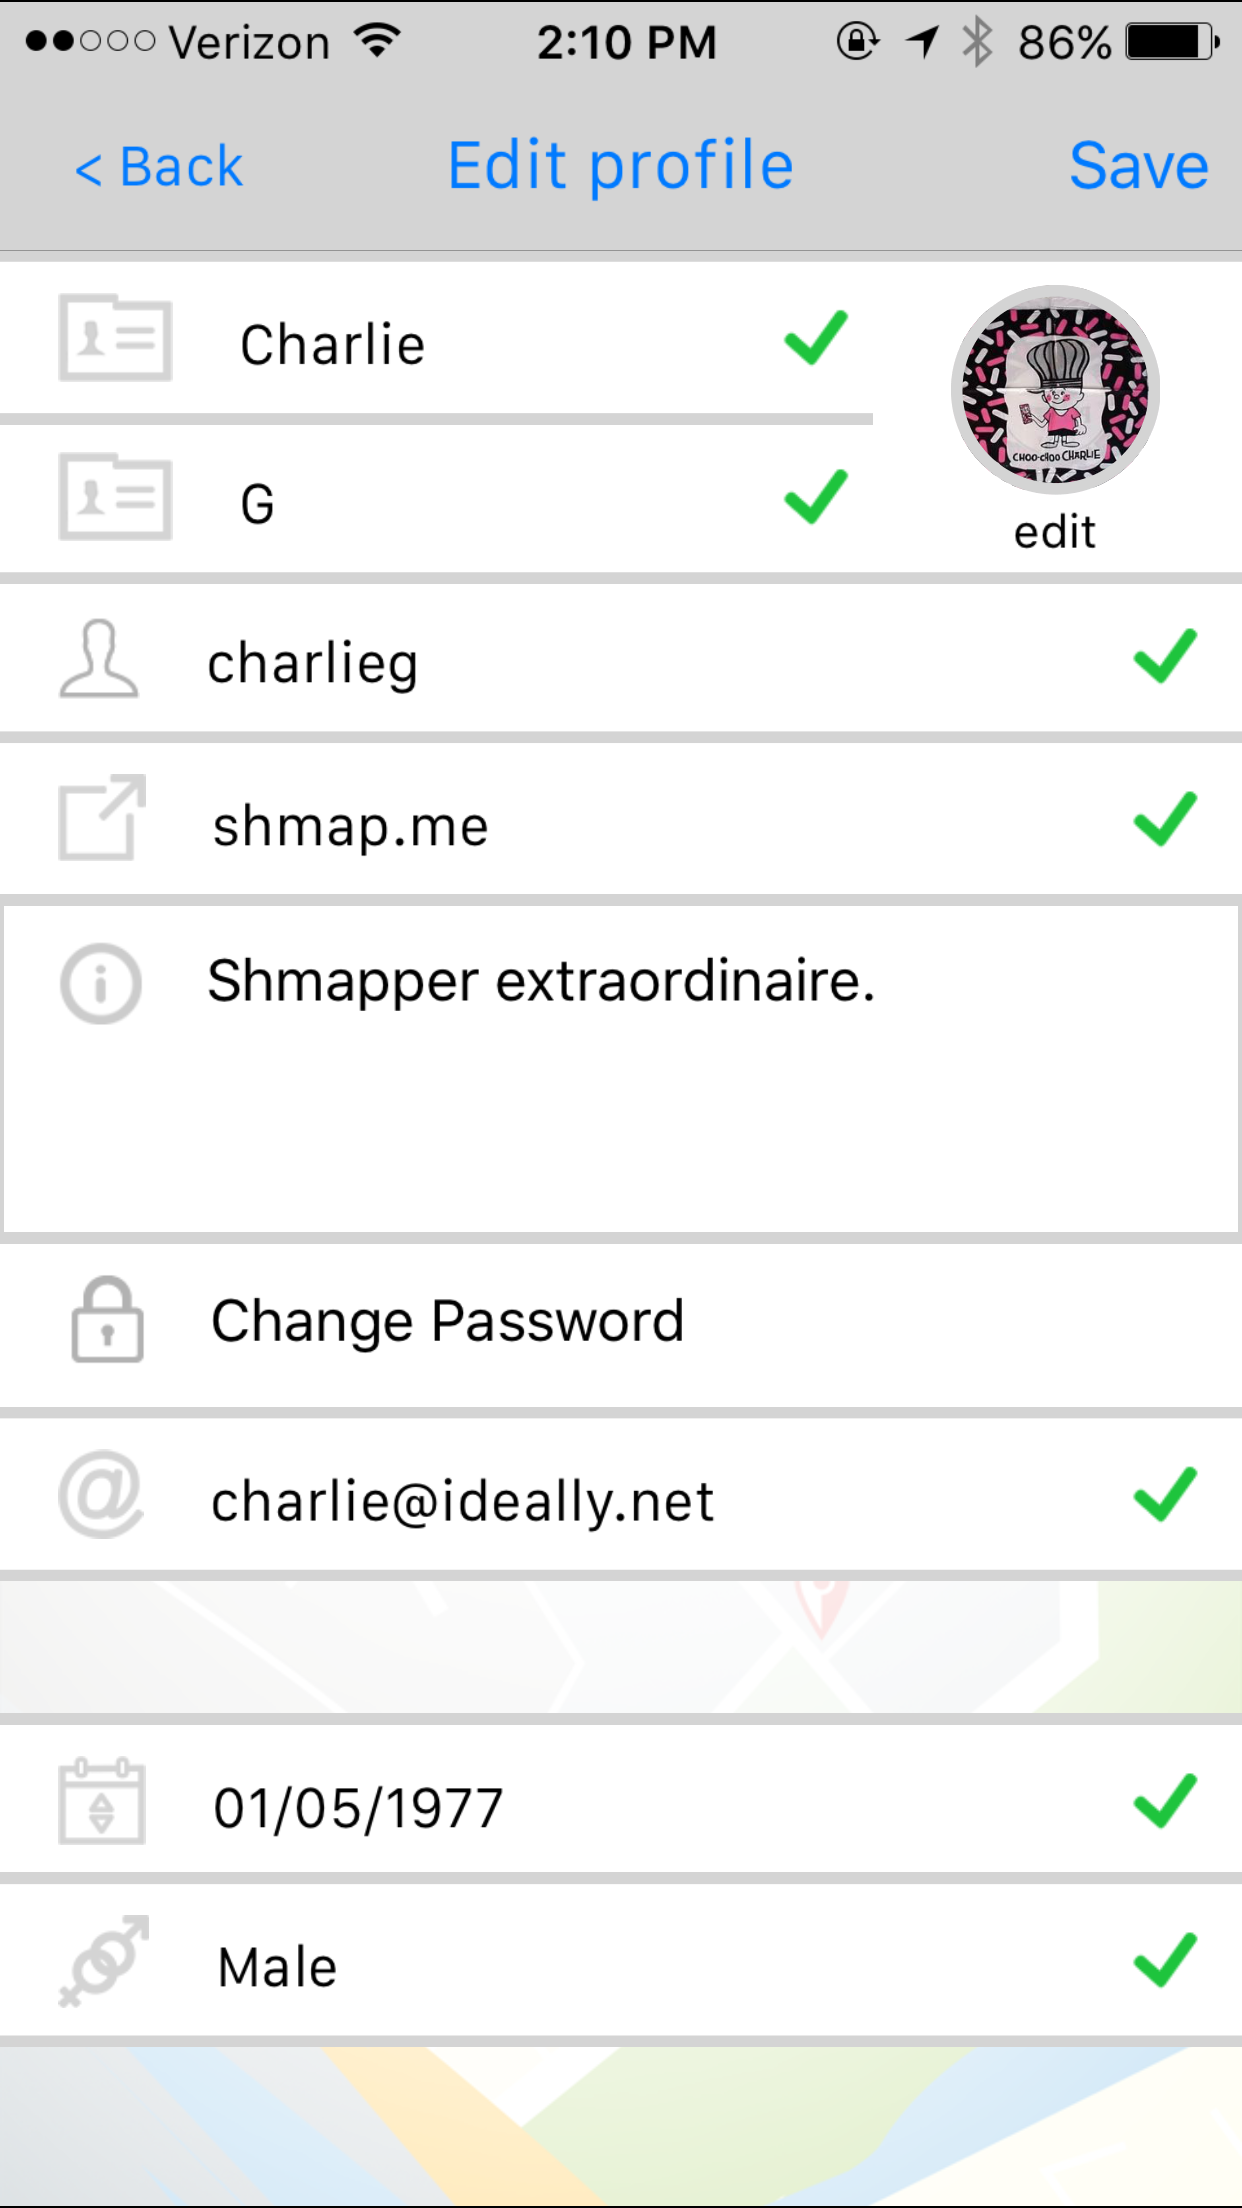 Verizon 2:10 PM 86%
< Back Edit profile Save
Charlie
CHOO-CHOO CHARLIE
G
edit
charlieg
shmap.me
Shmapper extraordinaire.
Change Password
charlie@ideally.net
01/05/1977
Male